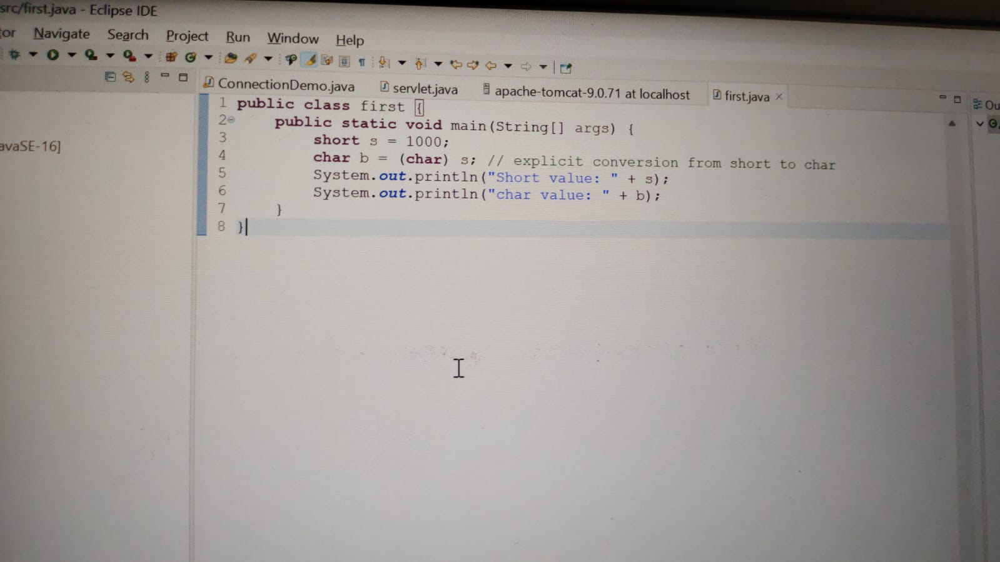 src/first.java - Eclipse IDE
tor Navigate Search Project Run Window Help
ConnectionDemo.java servlet.java apache-tomcat-9.0.71 at localhost first.java Ou
avaSE-16]
1 public class first {
2 public static void main(String[] args) {
3 short s = 1000;
4 char b = (char) s; // explicit conversion from short to char
5 System.out.println("Short value: " + s);
6 System.out.println("char value: " + b);
7 }
8 }